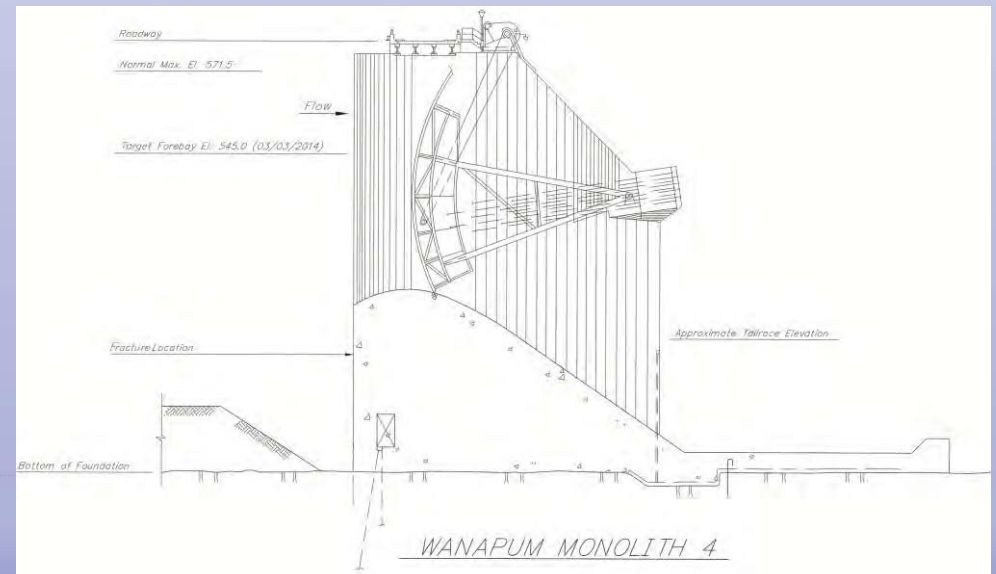 Roadway
Normal Max. El. 571.5
Flow
Target Forebay El. 545.0 (03/03/2014)
Approximate Tailrace Elevation
Fracture Location
Bottom of Foundation
WANAPUM MONOLITH 4